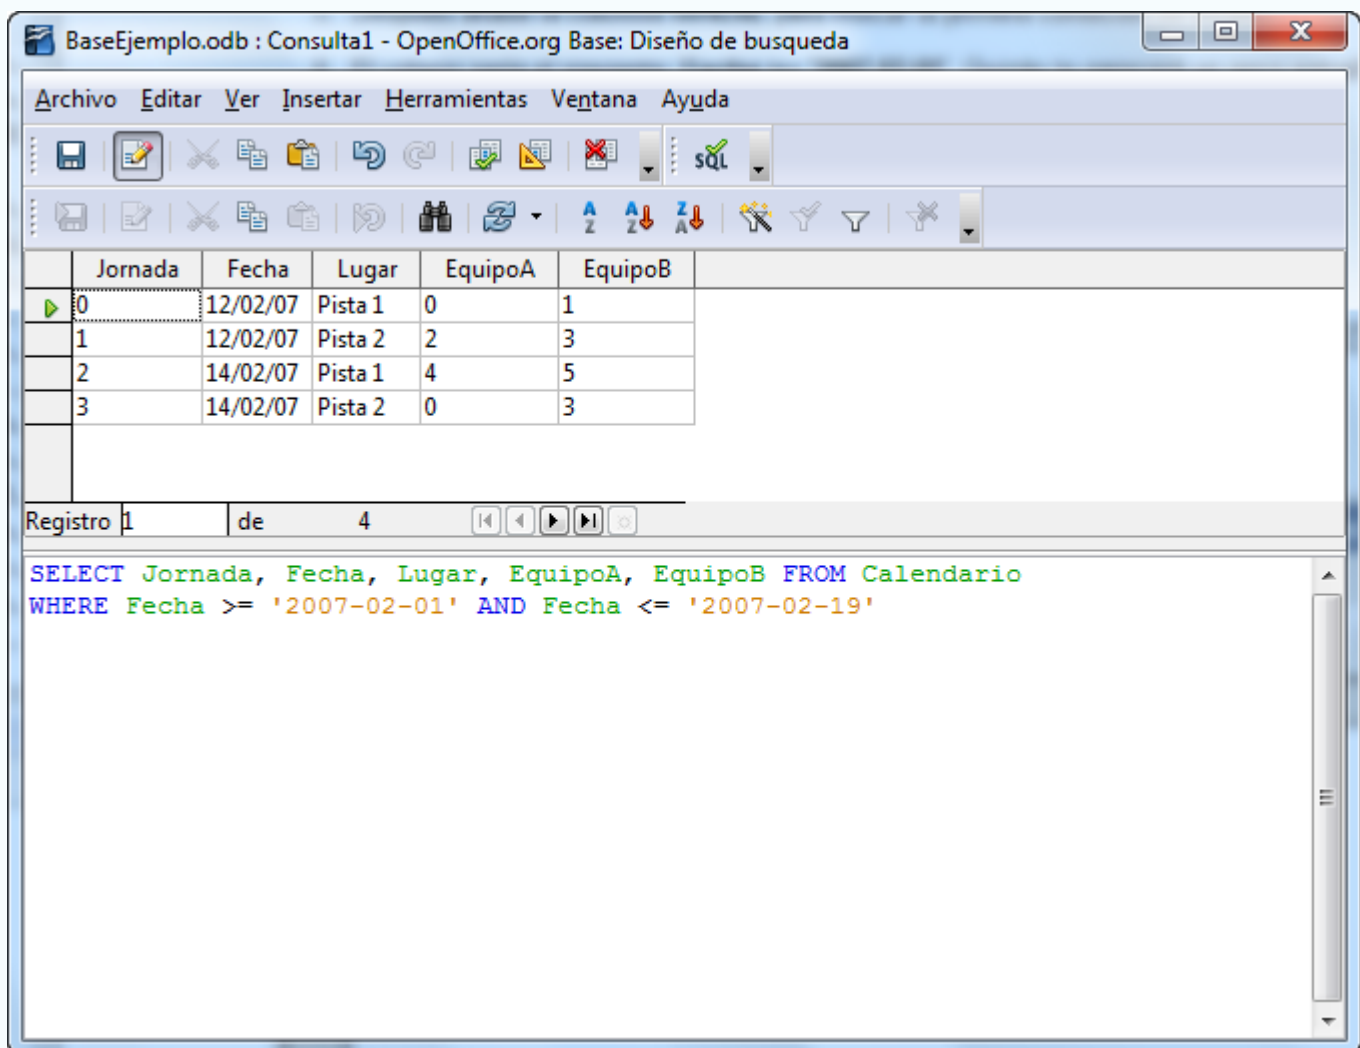 BaseEjemplo.odb : Consulta1 - OpenOffice.org Base: Diseño de busqueda
Archivo Editar Ver Insertar Herramientas Ventana Ayuda
SQL
Jornada Fecha Lugar EquipoA EquipoB
0 12/02/07 Pista 1 0 1
1 12/02/07 Pista 2 2 3
2 14/02/07 Pista 1 4 5
3 14/02/07 Pista 2 0 3
Registro 1 de 4
SELECT Jornada, Fecha, Lugar, EquipoA, EquipoB FROM Calendario
WHERE Fecha >= '2007-02-01' AND Fecha <= '2007-02-19'